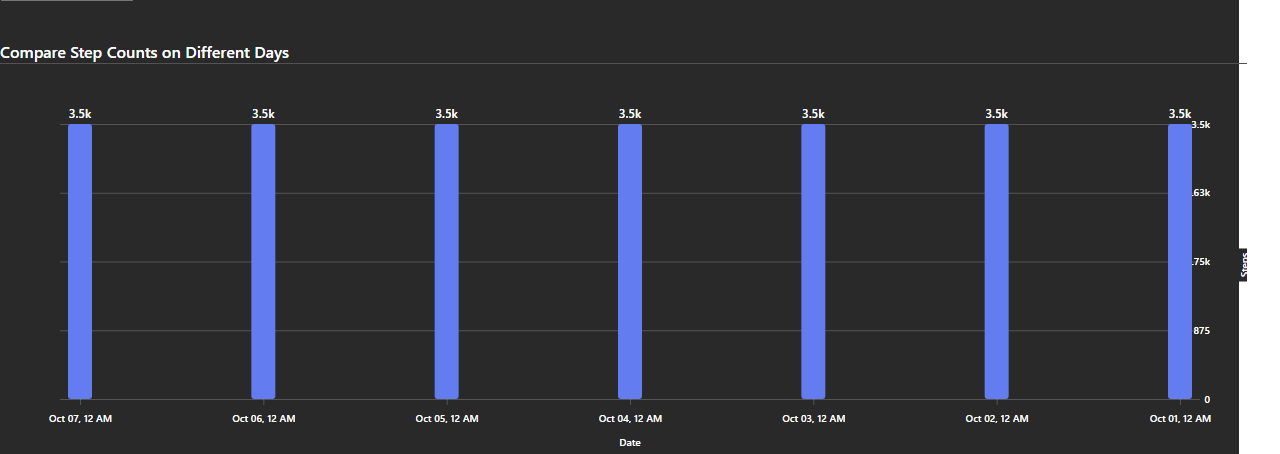 Compare Step Counts on Different Days
3.5k 3.5k 3.5k 3.5k 3.5k 3.5k 3.5k
3.5k
.63k
.75k
875
0
Steps
Oct 07, 12 AM Oct 06, 12 AM Oct 05, 12 AM Oct 04, 12 AM Oct 03, 12 AM Oct 02, 12 AM Oct 01, 12 AM
Date